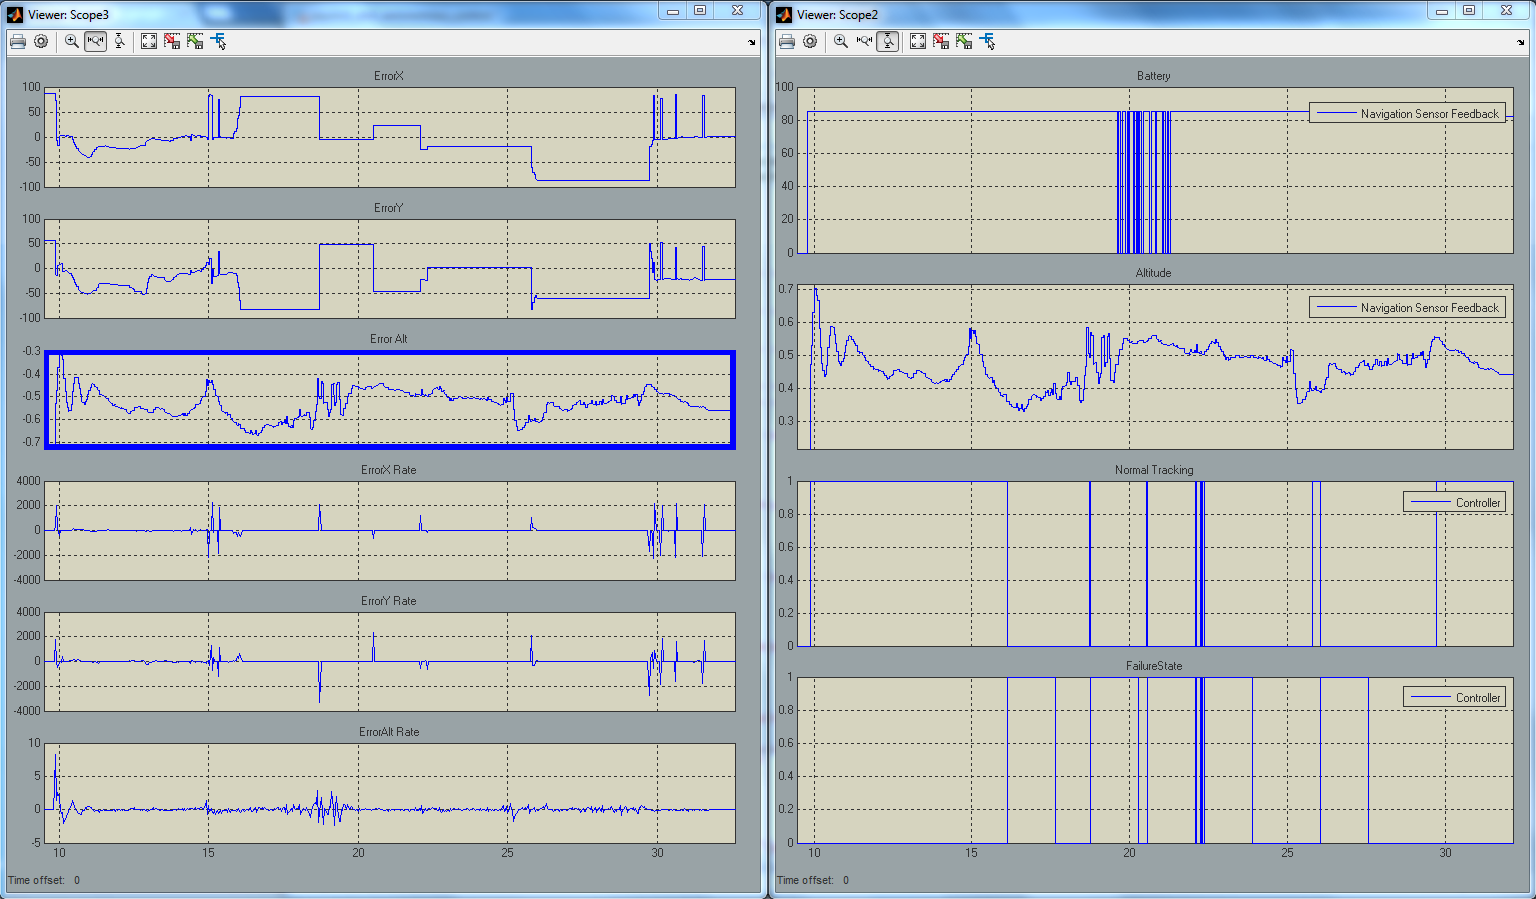 Viewer: Scope3
ErrorX
100
50
0
-50
-100
ErrorY
100
50
0
-50
-100
Error Alt
-0.3
-0.4
-0.5
-0.6
-0.7
ErrorX Rate
4000
2000
0
-2000
-4000
ErrorY Rate
4000
2000
0
-2000
-4000
ErrorAlt Rate
10
5
0
-5
10 15 20 25 30
Time offset: 0
Viewer: Scope2
Battery
100
80
60
40
20
0
Navigation Sensor Feedback
Altitude
0.7
0.6
0.5
0.4
0.3
Navigation Sensor Feedback
Normal Tracking
1
0.8
0.6
0.4
0.2
0
Controller
FailureState
1
0.8
0.6
0.4
0.2
0
Controller
10 15 20 25 30
Time offset: 0